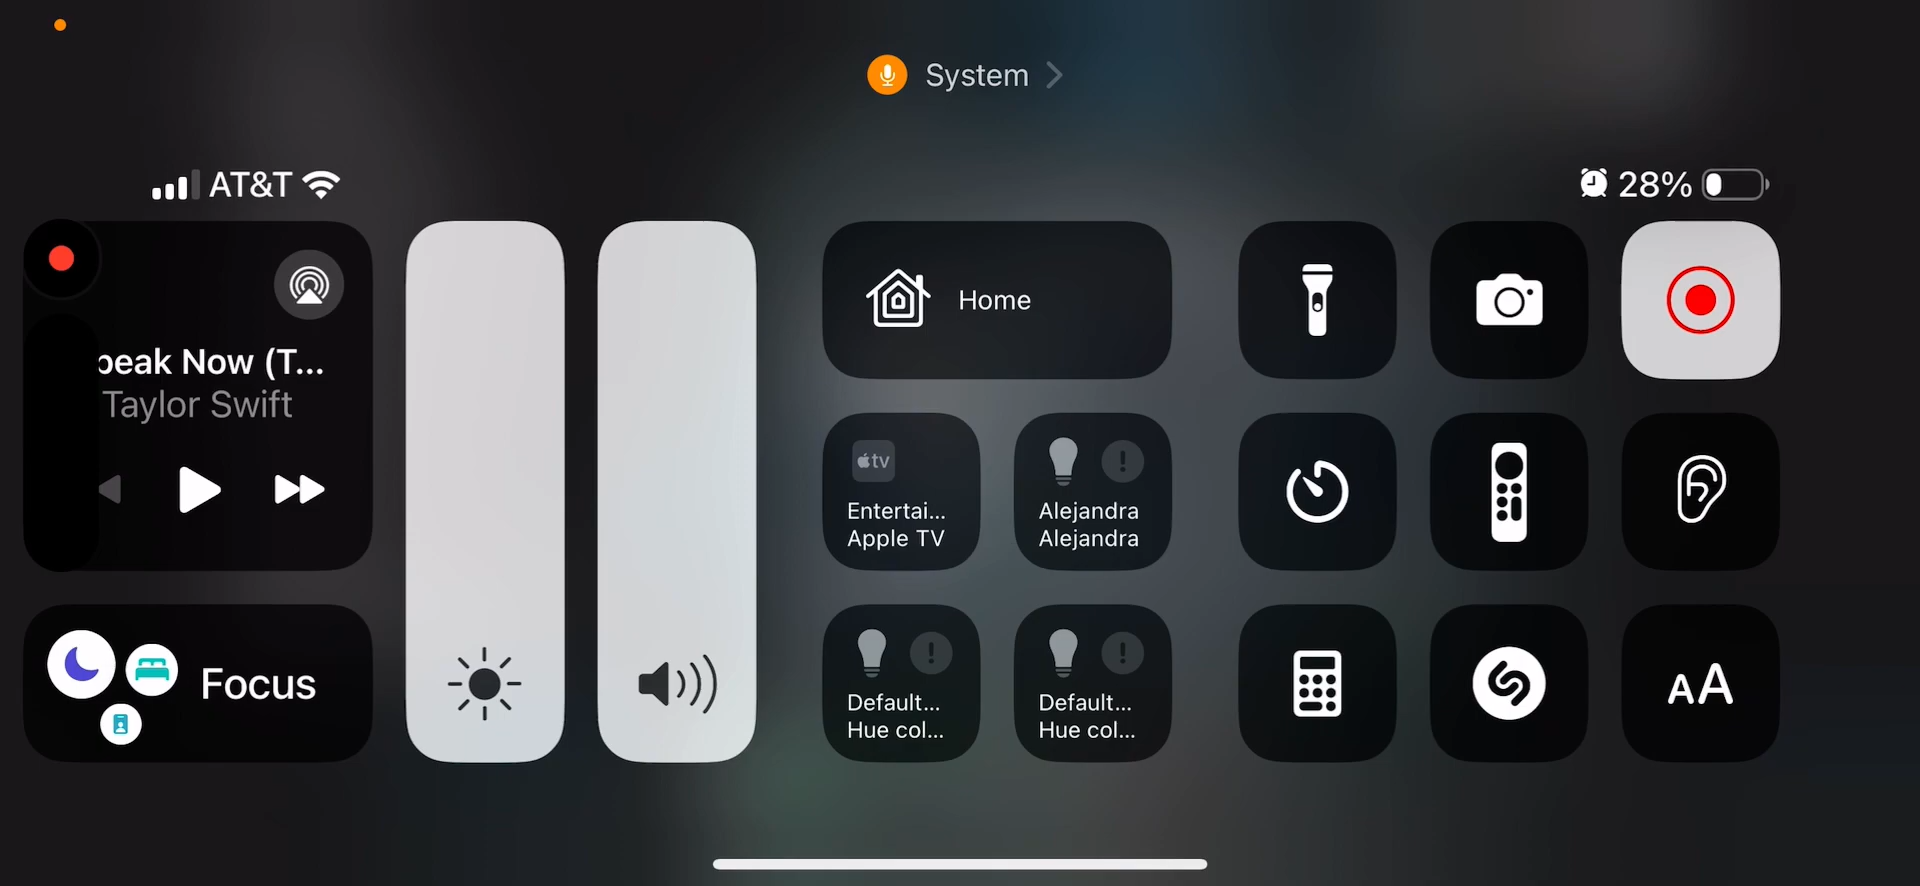 System
AT&T
28%
peak Now (T...
Taylor Swift
Focus
Home
tv
Entertai...
Apple TV
Alejandra
Alejandra
Default...
Hue col...
Default...
Hue col...
AA